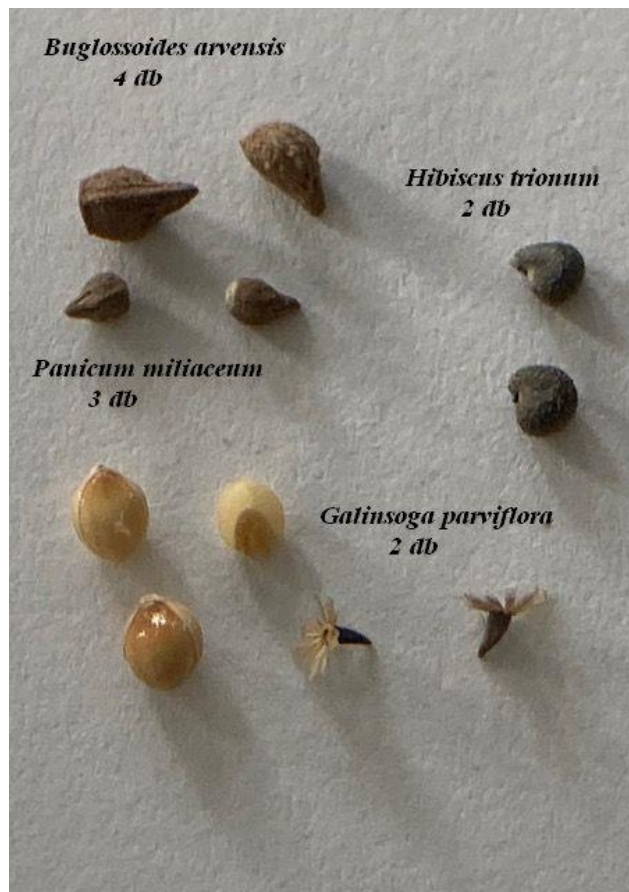 Buglossoides arvensis
4 db
Hibiscus trionum
2 db
Panicum miliaceum
3 db
Galinsoga parviflora
2 db